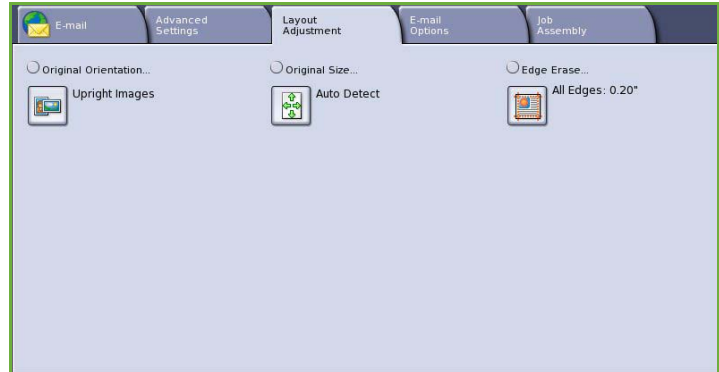 E-mail
Advanced
Settings
Layout
Adjustment
E-mail
Options
Job
Assembly
Original Orientation...
Original Size...
Edge Erase...
Upright Images
Auto Detect
All Edges: 0.20"